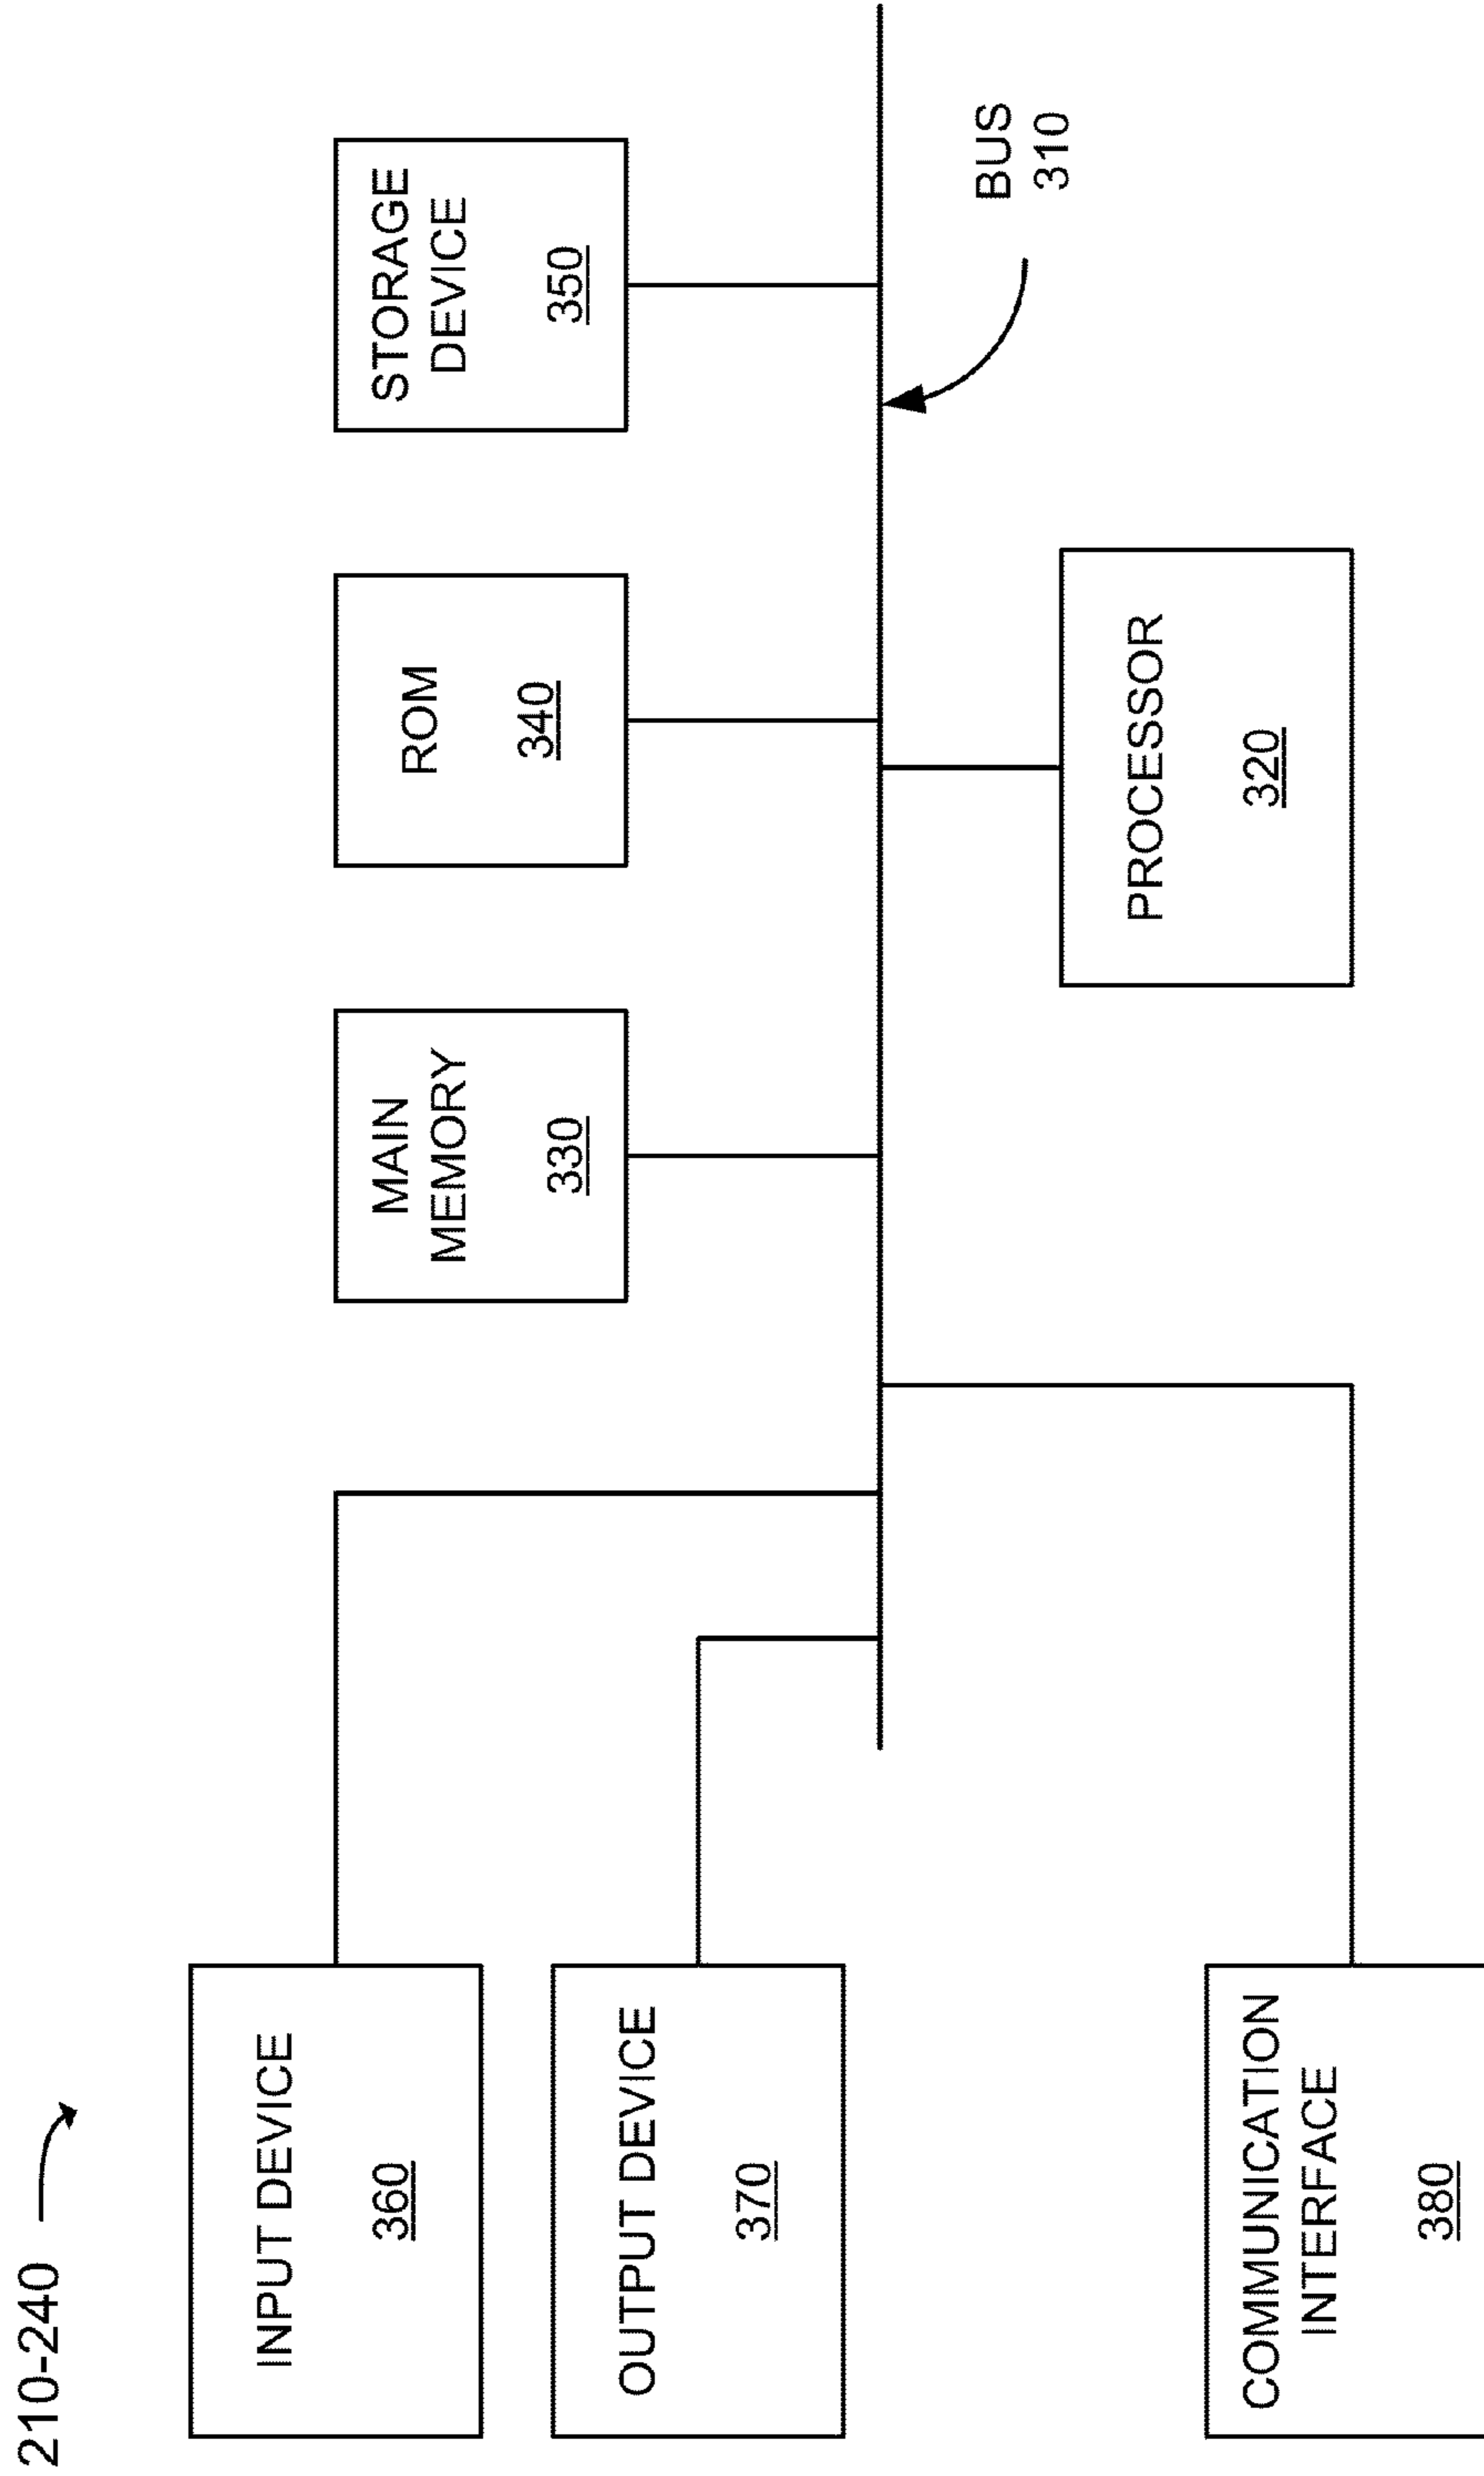 210-240
INPUT DEVICE
360
OUTPUT DEVICE
370
COMMUNICATION
INTERFACE
380
MAIN
MEMORY
330
ROM
340
STORAGE
DEVICE
350
PROCESSOR
320
BUS
310